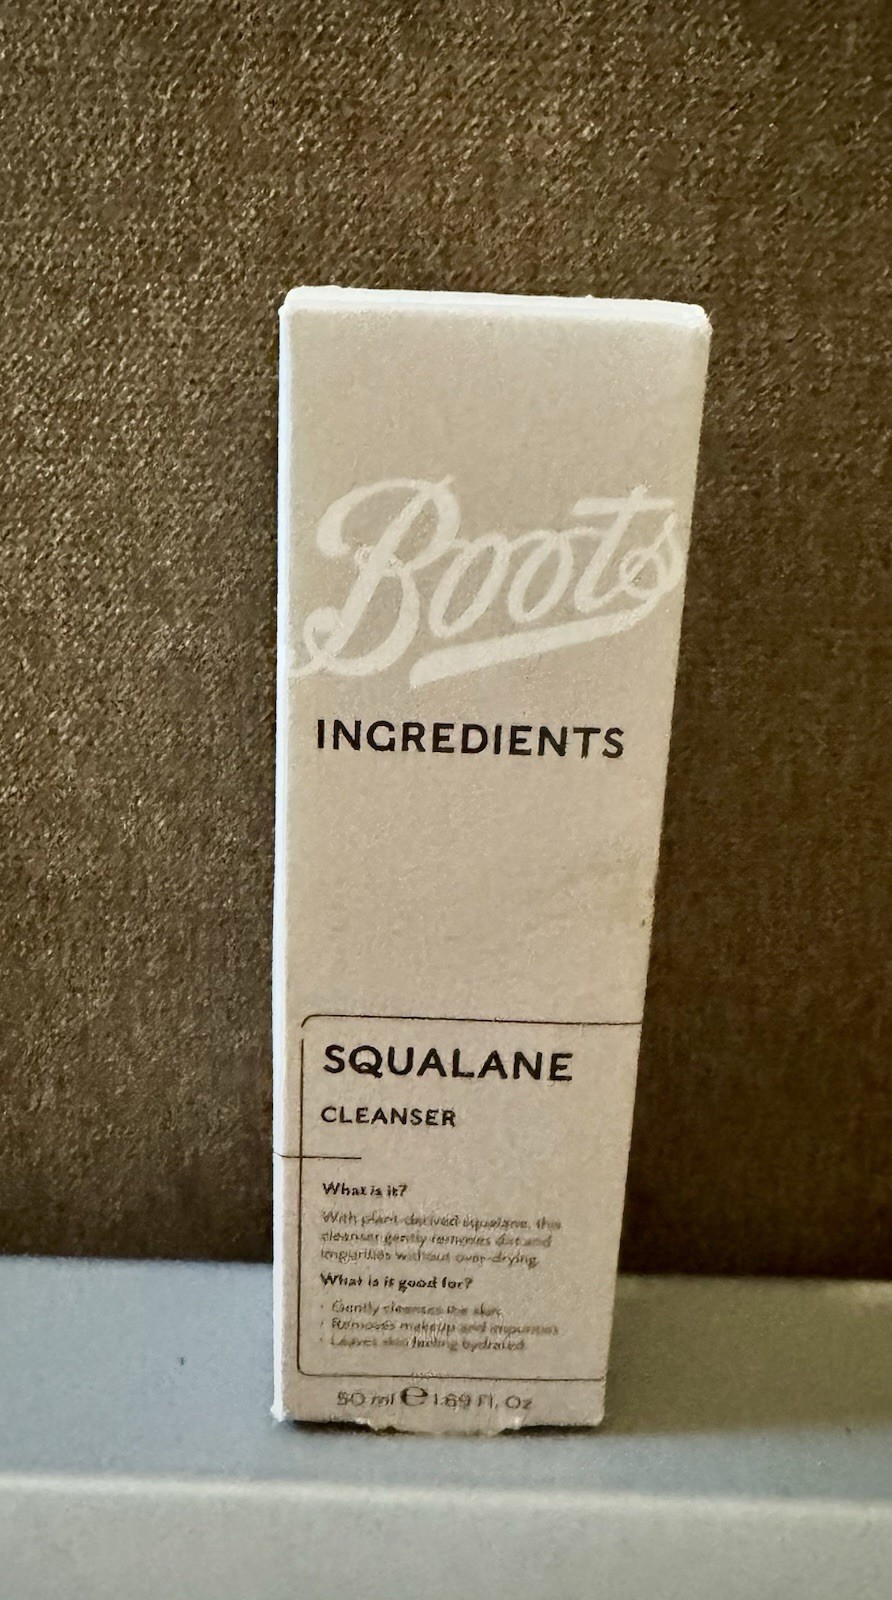 Boots
INGREDIENTS
SQUALANE
CLEANSER
What is it?
With plant-derived squalane, this
cleanser gently removes dirt and
impurities without over-drying.
What is it good for?
· Gently cleanses the skin
· Removes makeup and impurities
· Leaves skin feeling hydrated
50 ml ℮ 1.69 Fl. Oz